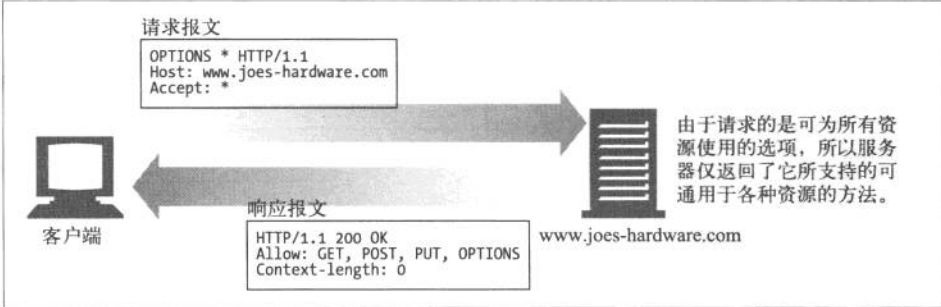 请求报文
OPTIONS * HTTP/1.1
Host: www.joes-hardware.com
Accept: *
由于请求的是可为所有资
源使用的选项，所以服务
器仅返回了它所支持的可
通用于各种资源的方法。
客户端
响应报文
HTTP/1.1 200 OK
Allow: GET, POST, PUT, OPTIONS
Context-length: 0
www.joes-hardware.com